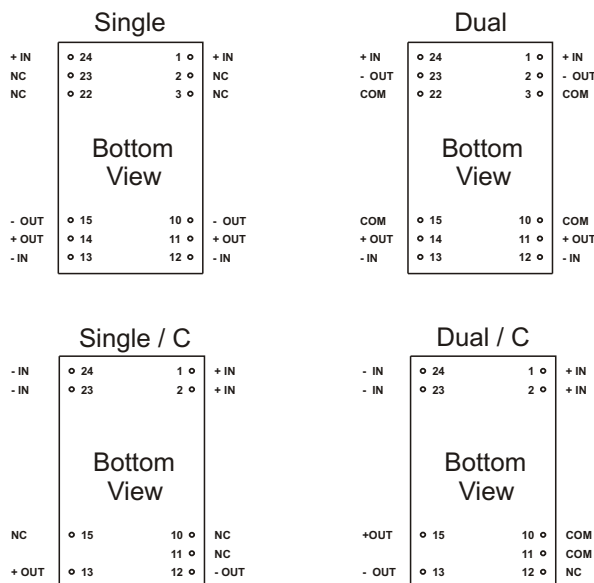 Single
+ IN 24 1 + IN
NC 23 2 NC
NC 22 3 NC
Bottom
View
- OUT 15 10 - OUT
+ OUT 14 11 + OUT
- IN 13 12 - IN
Dual
+ IN 24 1 + IN
- OUT 23 2 - OUT
COM 22 3 COM
Bottom
View
COM 15 10 COM
+ OUT 14 11 + OUT
- IN 13 12 - IN
Single / C
- IN 24 1 + IN
- IN 23 2 + IN
Bottom
View
NC 15 10 NC
11 NC
+ OUT 13 12 - OUT
Dual / C
- IN 24 1 + IN
- IN 23 2 + IN
Bottom
View
+OUT 15 10 COM
11 COM
- OUT 13 12 NC